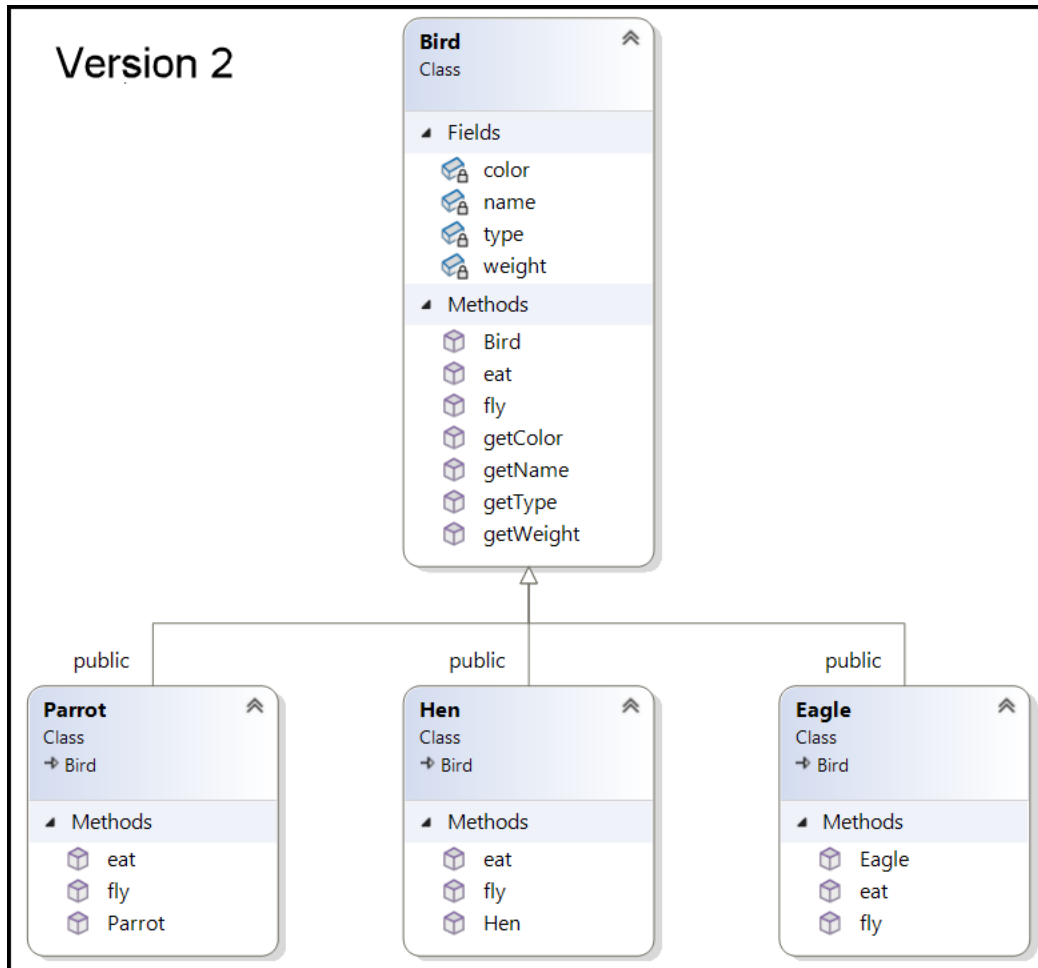 Version 2
Bird
Class
Fields
color
name
type
weight
Methods
Bird
eat
fly
getColor
getName
getType
getWeight
public
public
public
Parrot
Class
Bird
Methods
eat
fly
Parrot
Hen
Class
Bird
Methods
eat
fly
Hen
Eagle
Class
Bird
Methods
Eagle
eat
fly